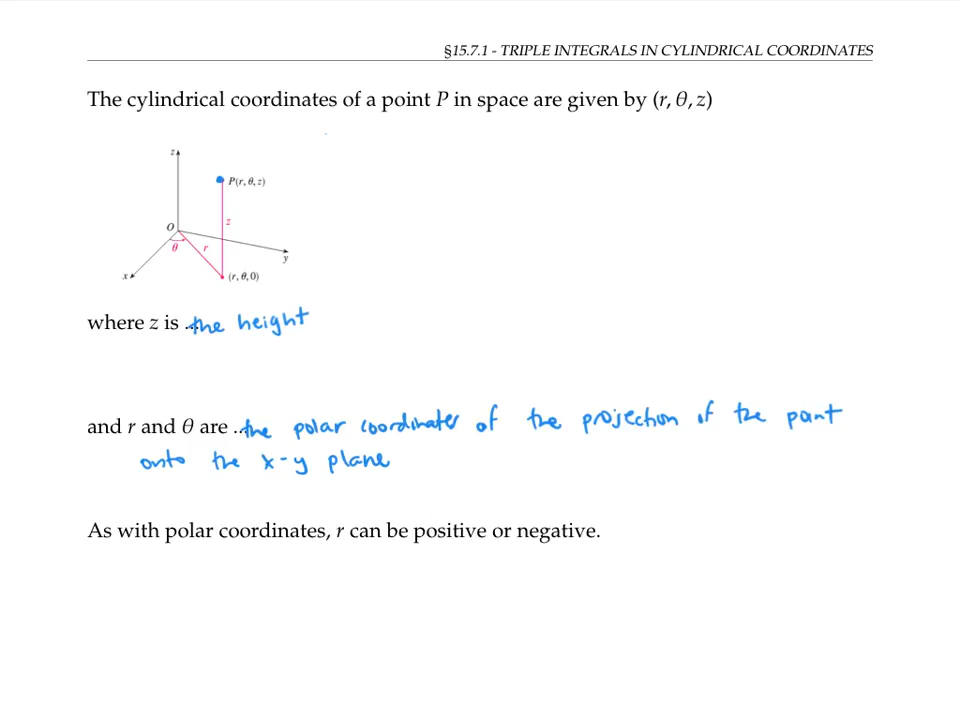 §15.7.1 - TRIPLE INTEGRALS IN CYLINDRICAL COORDINATES
The cylindrical coordinates of a point P in space are given by (r, θ, z)
z
P(r, θ, z)
z
O
θ
r
y
x
(r, θ, 0)
where z is ...the height
and r and θ are ...the polar coordinates of the projection of the point
onto the x-y plane
As with polar coordinates, r can be positive or negative.